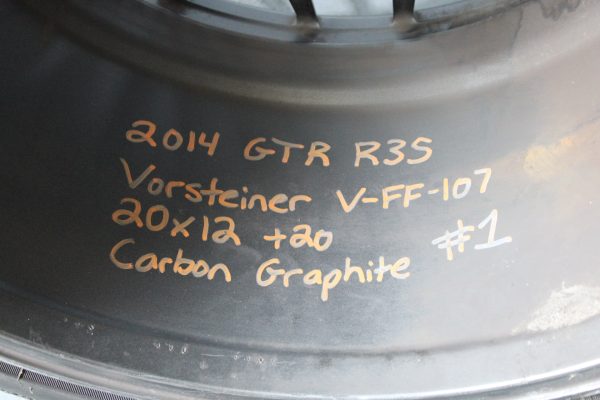 2014 GTR R35
Vorsteiner V-FF-107
20x12 +20 #1
Carbon Graphite